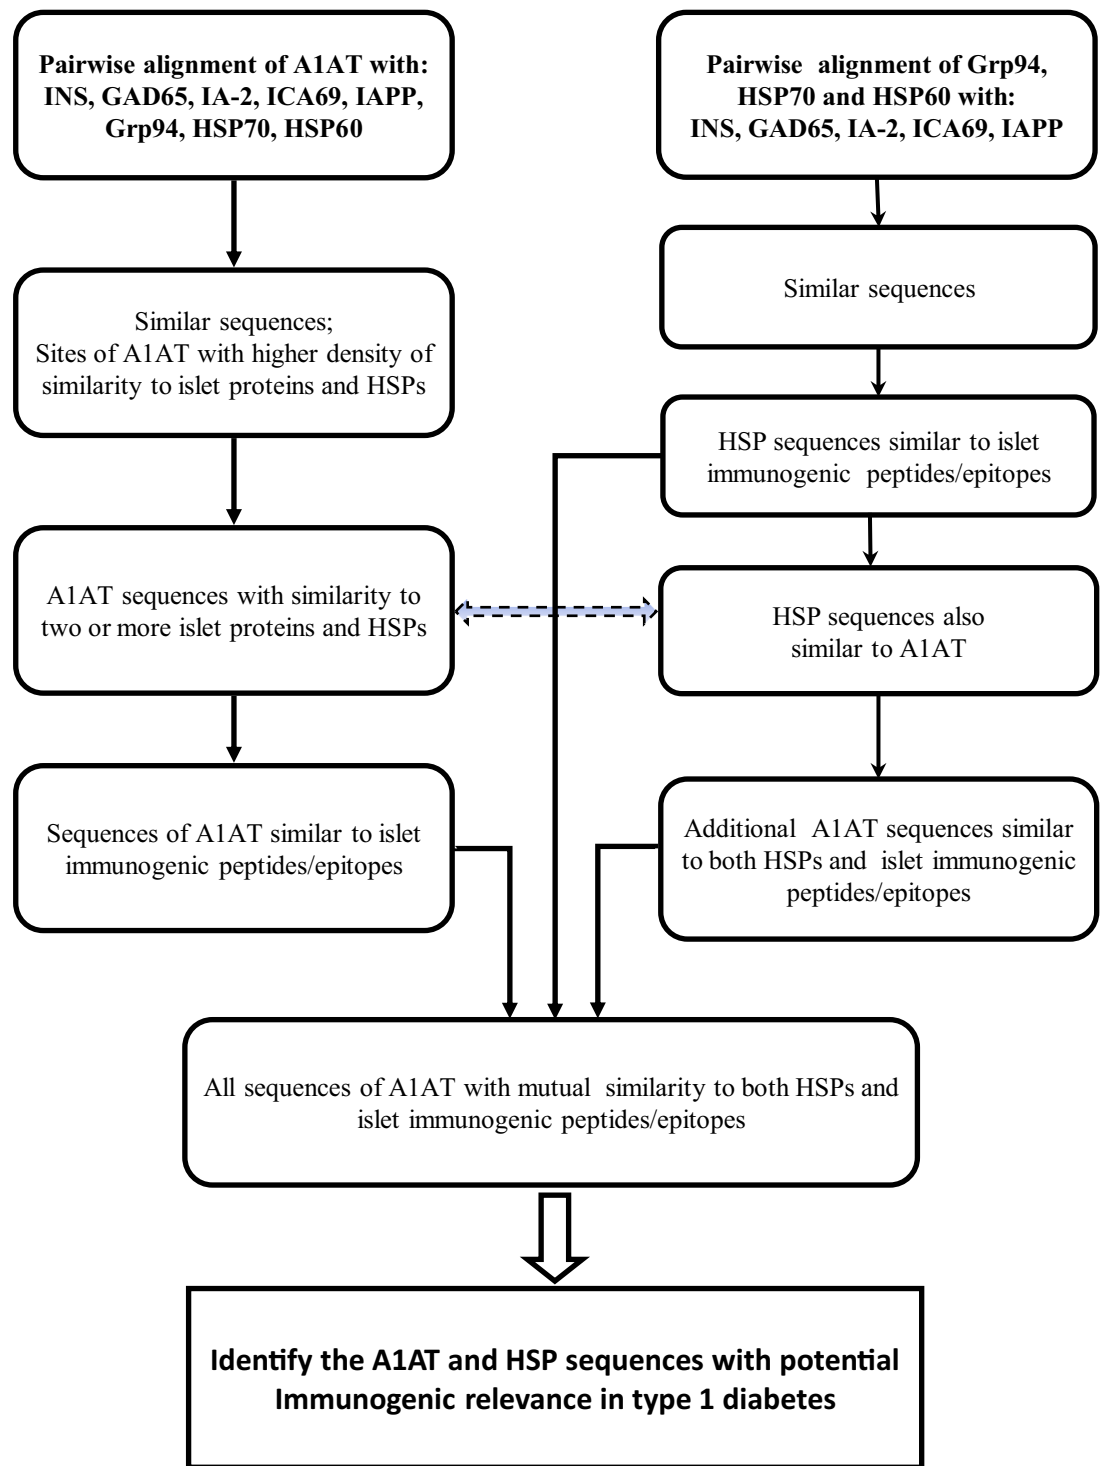 Pairwise alignment of A1AT with:
INS, GAD65, IA-2, ICA69, IAPP,
Grp94, HSP70, HSP60
Pairwise alignment of Grp94,
HSP70 and HSP60 with:
INS, GAD65, IA-2, ICA69, IAPP
Similar sequences;
Sites of A1AT with higher density of
similarity to islet proteins and HSPs
Similar sequences
HSP sequences similar to islet
immunogenic peptides/epitopes
A1AT sequences with similarity to
two or more islet proteins and HSPs
HSP sequences also
similar to A1AT
Sequences of A1AT similar to islet
immunogenic peptides/epitopes
Additional A1AT sequences similar
to both HSPs and islet immunogenic
peptides/epitopes
All sequences of A1AT with mutual similarity to both HSPs and
islet immunogenic peptides/epitopes
Identify the A1AT and HSP sequences with potential
Immunogenic relevance in type 1 diabetes